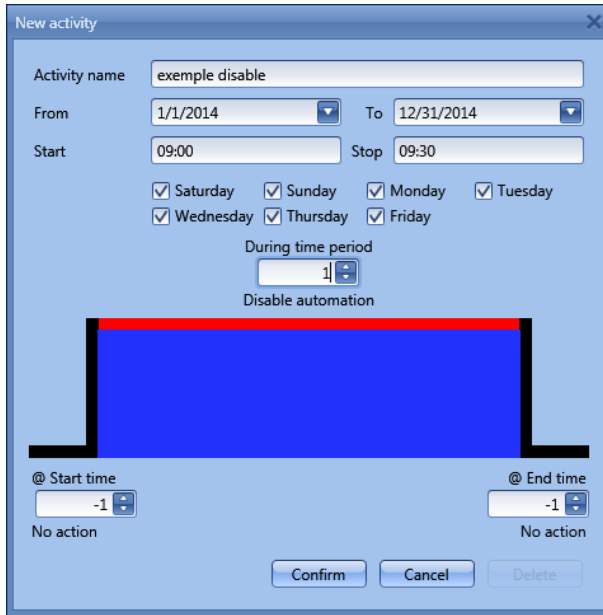 New activity
Activity name exemple disable
From 1/1/2014 To 12/31/2014
Start 09:00 Stop 09:30
Saturday Sunday Monday Tuesday
Wednesday Thursday Friday
During time period
1
Disable automation
@ Start time @ End time
-1 -1
No action No action
Confirm Cancel Delete